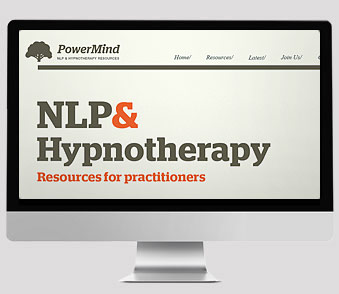 PowerMind
NLP & HYPNOTHERAPY RESOURCES
Home/ Resources/ Latest/ Join Us/
NLP&
Hypnotherapy
Resources for practitioners